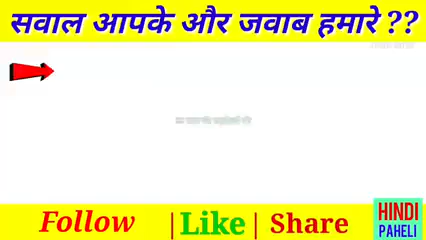 सवाल आपके और जवाब हमारे ??
Follow | Like | Share
HINDI
PAHELI